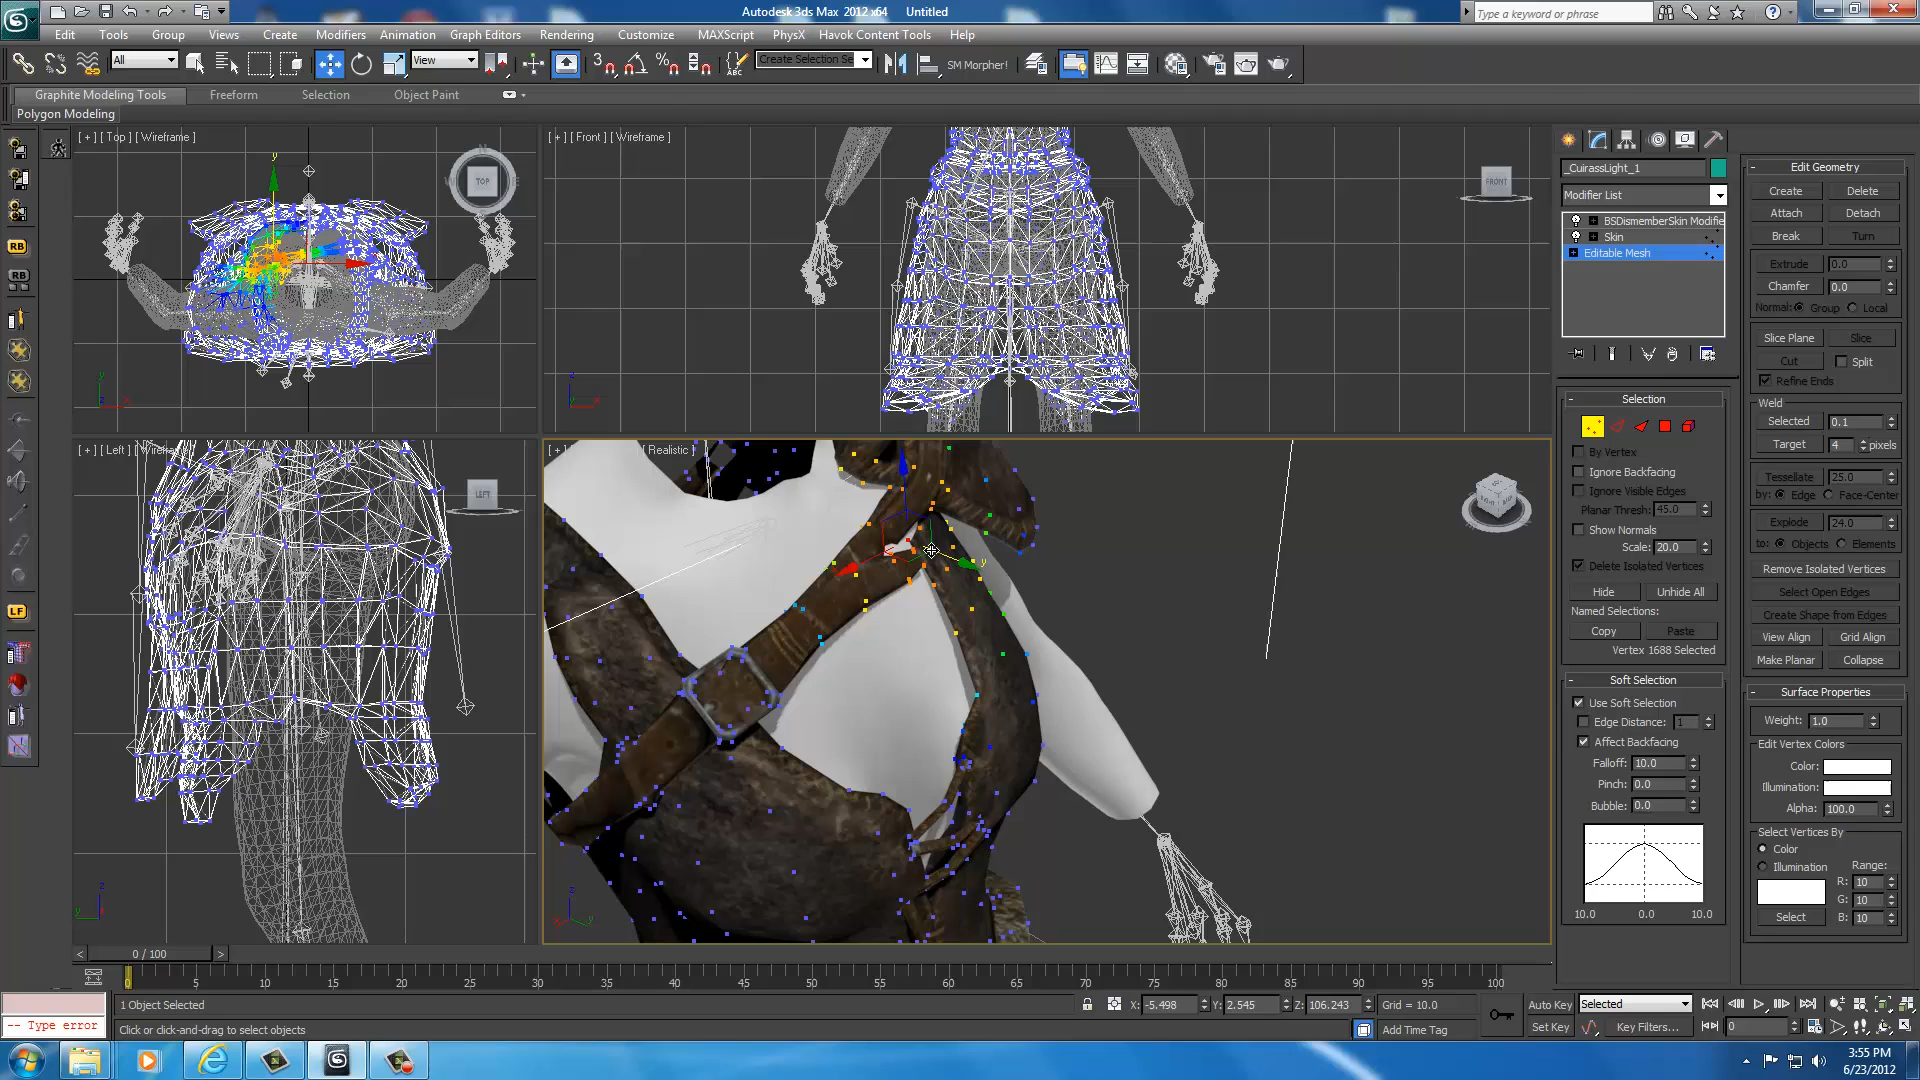 Autodesk 3ds Max  2012 x64    Untitled
Type a keyword or phrase
Edit Tools Group Views Create Modifiers Animation Graph Editors Rendering Customize MAXScript PhysX Havok Content Tools Help
All
View
3
ABC
Create Selection Se
SM Morpher!
Graphite Modeling Tools Freeform Selection Object Paint
Polygon Modeling
[ + ] [ Top ] [ Wireframe ]
TOP
y
[ + ] [ Front ] [ Wireframe ]
FRONT
_CuirassLight_1
Modifier List
BSDismemberSkin Modifie
Skin
Editable Mesh
RB
RB
LF
[ + ] [ Left ]
LEFT
Realistic ]
y
Selection
By Vertex
Ignore Backfacing
Ignore Visible Edges
Planar Thresh: 45.0
Show Normals
Scale: 20.0
Delete Isolated Vertices
Hide Unhide All
Named Selections:
Copy Paste
Vertex 1688 Selected
Soft Selection
Use Soft Selection
Edge Distance: 1
Affect Backfacing
Falloff: 10.0
Pinch: 0.0
Bubble: 0.0
10.0 0.0 10.0
Edit Geometry
Create Delete
Attach Detach
Break Turn
Extrude 0.0
Chamfer 0.0
Normal: Group Local
Slice Plane Slice
Cut Split
Refine Ends
Weld
Selected 0.1
Target 4 pixels
Tessellate 25.0
by: Edge Face-Center
Explode 24.0
to: Objects Elements
Remove Isolated Vertices
Select Open Edges
Create Shape from Edges
View Align Grid Align
Make Planar Collapse
Surface Properties
Weight: 1.0
Edit Vertex Colors
Color:
Illumination:
Alpha: 100.0
Select Vertices By
Color
Illumination Range:
R: 10
G: 10
Select B: 10
< 0 / 100 >
0 5 10 15 20 25 30 35 40 45 50 55 60 65 70 75 80 85 90 95 100
1 Object Selected X: -5.498 Y: 2.545 Z: 106.243 Grid = 10.0 Auto Key Selected
-- Type error Click or click-and-drag to select objects Add Time Tag Set Key Key Filters... 0
3:55 PM
6/23/2012